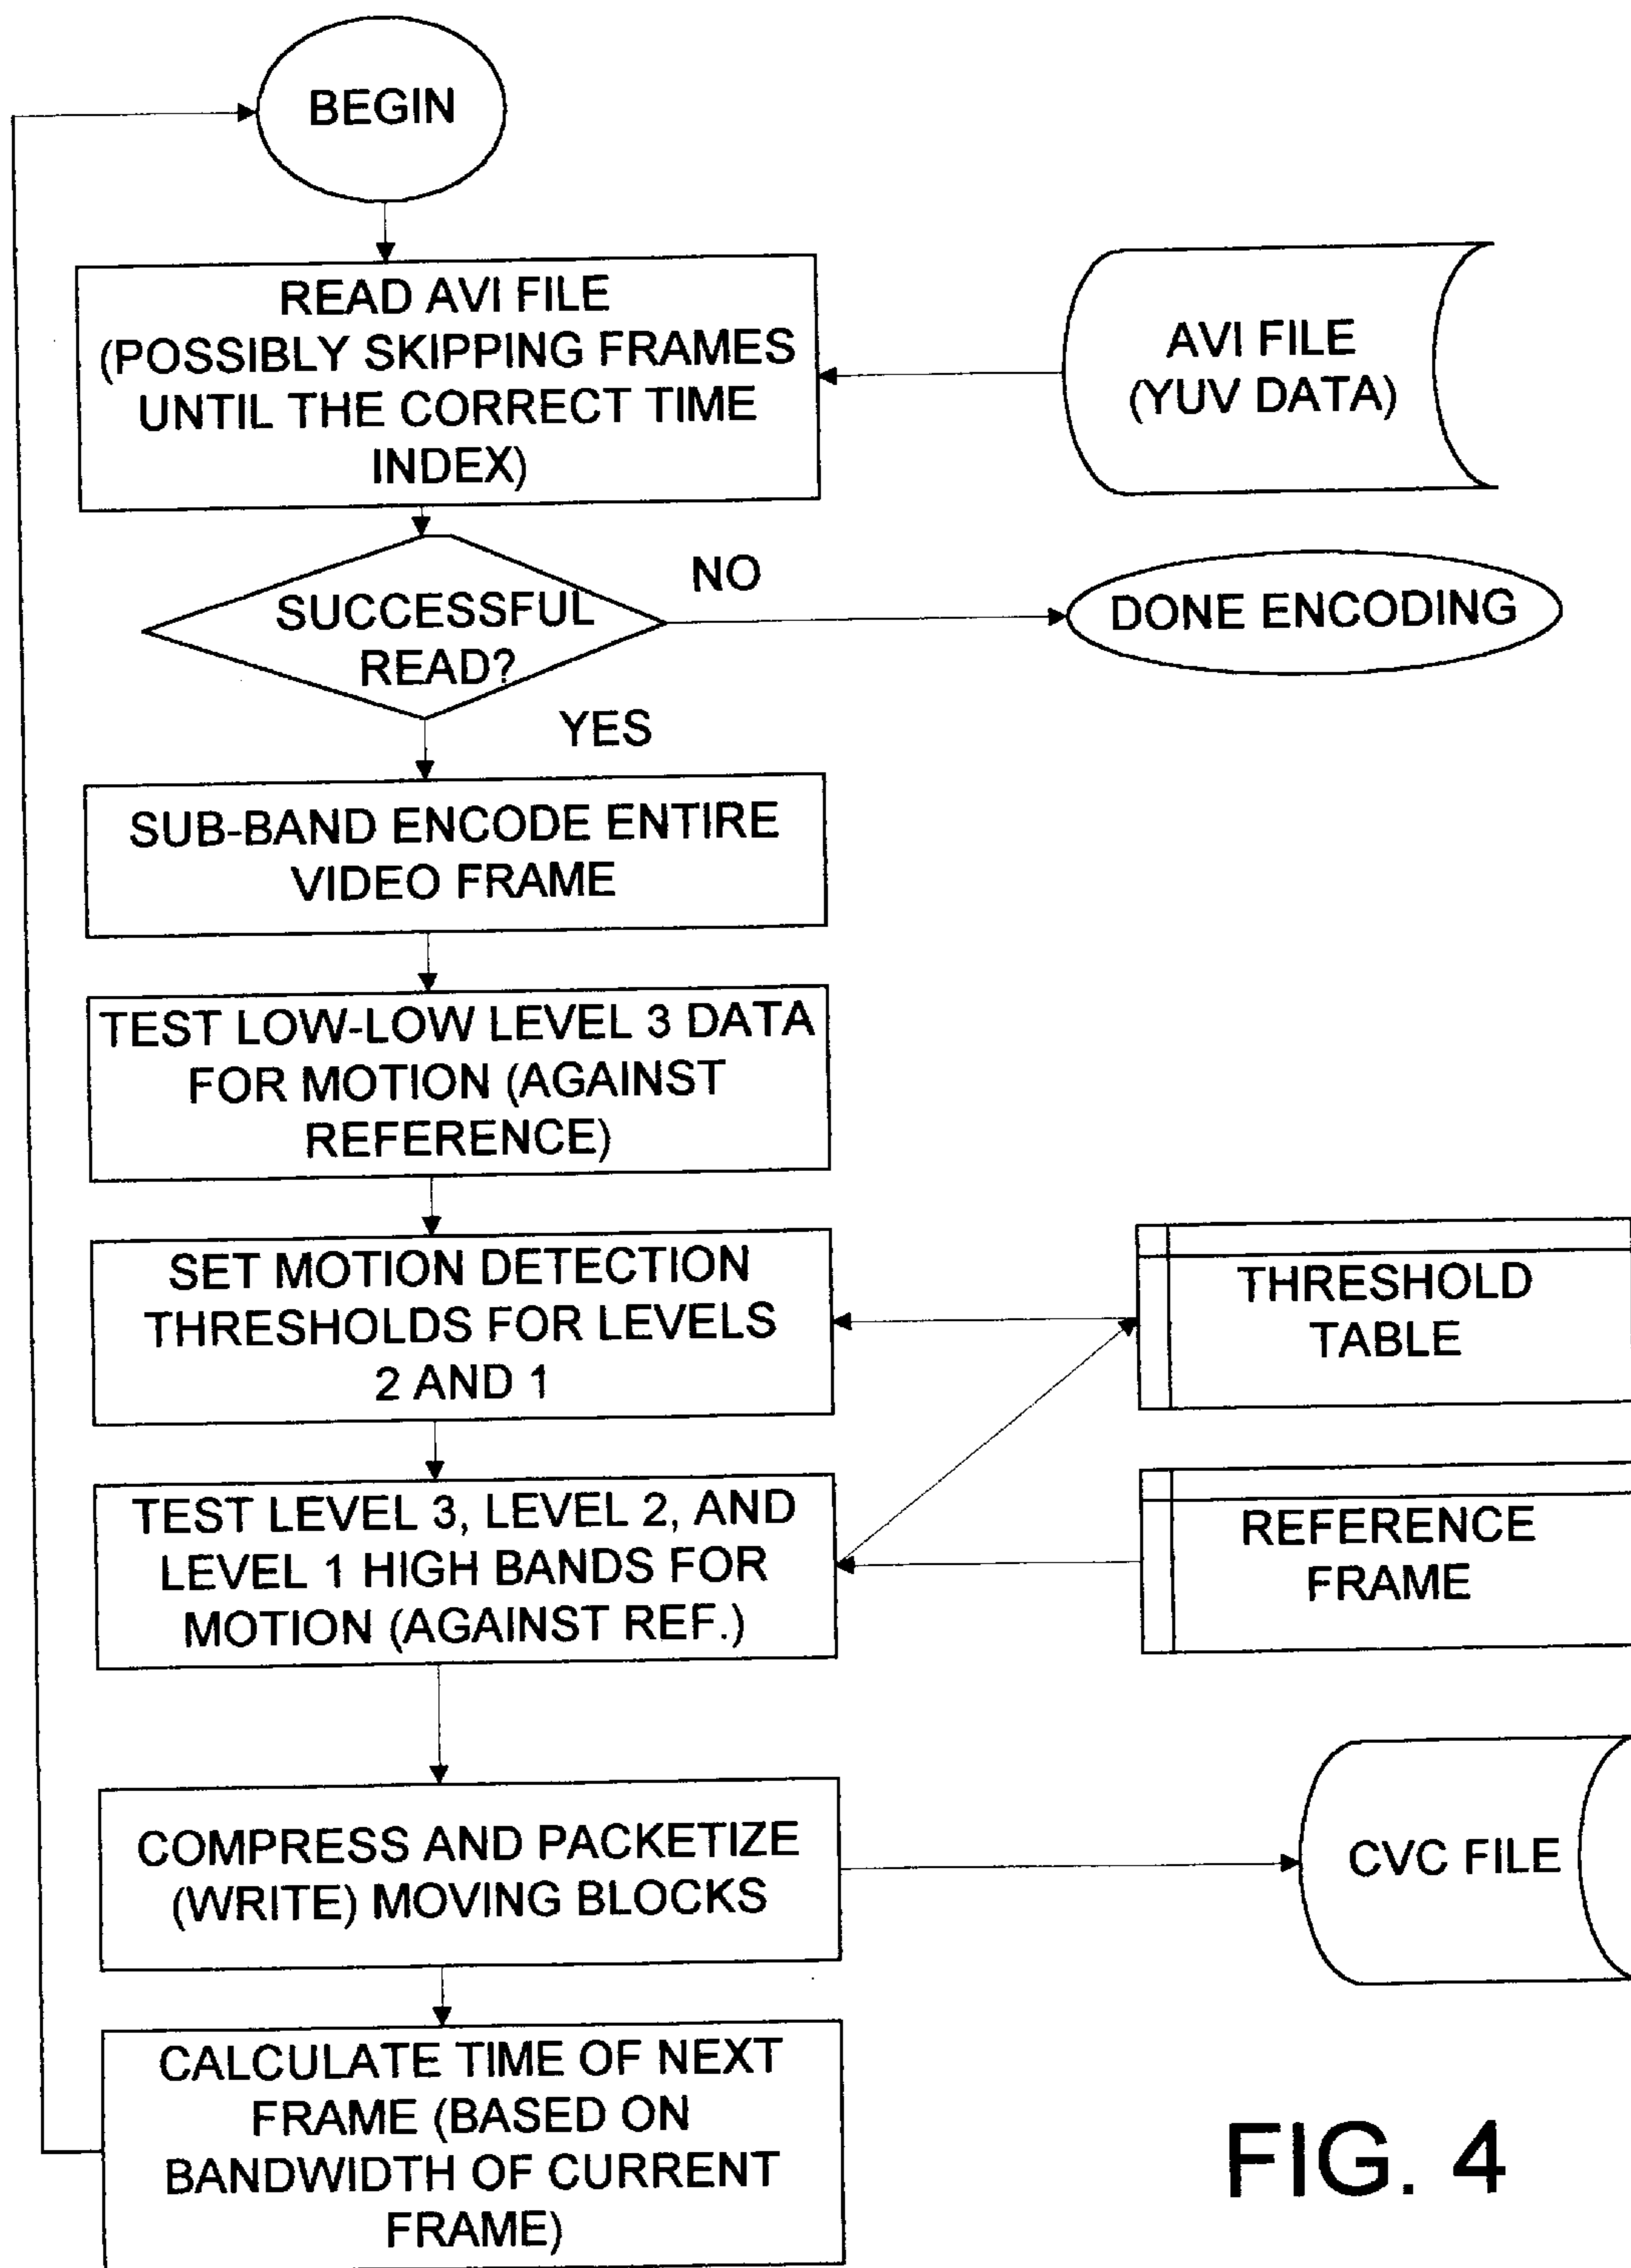 BEGIN
READ AVI FILE
(POSSIBLY SKIPPING FRAMES
UNTIL THE CORRECT TIME
INDEX)
AVI FILE
(YUV DATA)
SUCCESSFUL
READ?
NO
DONE ENCODING
YES
SUB-BAND ENCODE ENTIRE
VIDEO FRAME
TEST LOW-LOW LEVEL 3 DATA
FOR MOTION (AGAINST
REFERENCE)
SET MOTION DETECTION
THRESHOLDS FOR LEVELS
2 AND 1
THRESHOLD
TABLE
TEST LEVEL 3, LEVEL 2, AND
LEVEL 1 HIGH BANDS FOR
MOTION (AGAINST REF.)
REFERENCE
FRAME
COMPRESS AND PACKETIZE
(WRITE) MOVING BLOCKS
CVC FILE
CALCULATE TIME OF NEXT
FRAME (BASED ON
BANDWIDTH OF CURRENT
FRAME)
FIG. 4